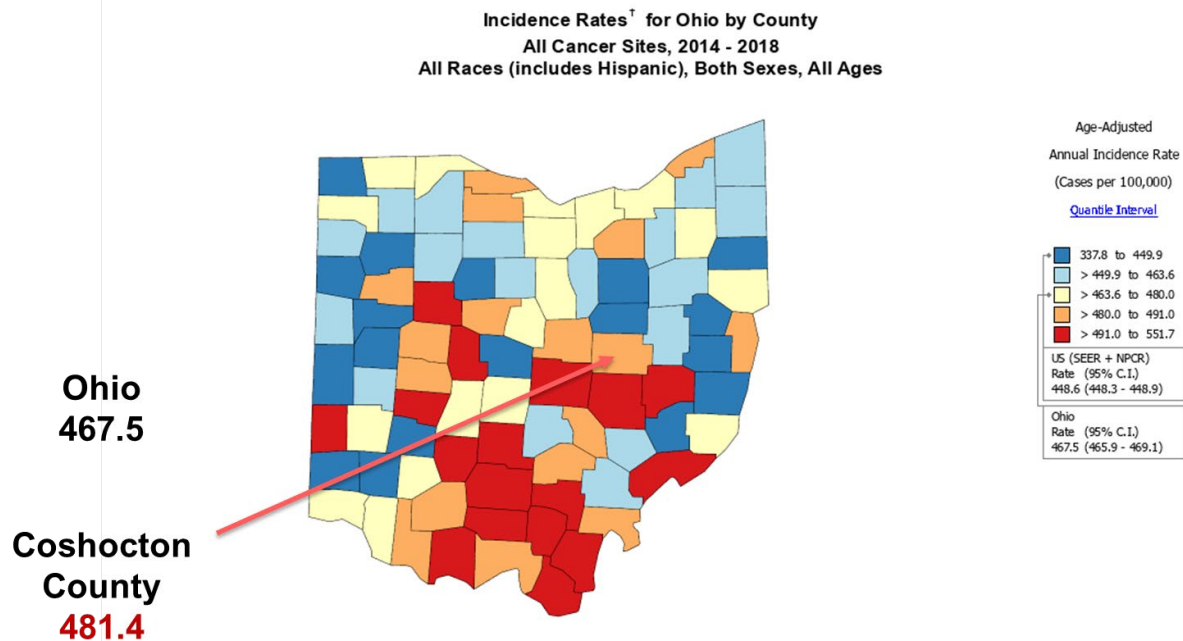 Incidence Rates† for Ohio by County
All Cancer Sites, 2014 - 2018
All Races (includes Hispanic), Both Sexes, All Ages
Age-Adjusted
Annual Incidence Rate
(Cases per 100,000)
Quantile Interval
337.8 to 449.9
> 449.9 to 463.6
> 463.6 to 480.0
> 480.0 to 491.0
> 491.0 to 551.7
US (SEER + NPCR)
Rate (95% C.I.)
448.6 (448.3 - 448.9)
Ohio
Rate (95% C.I.)
467.5 (465.9 - 469.1)
Ohio
467.5
Coshocton
County
481.4